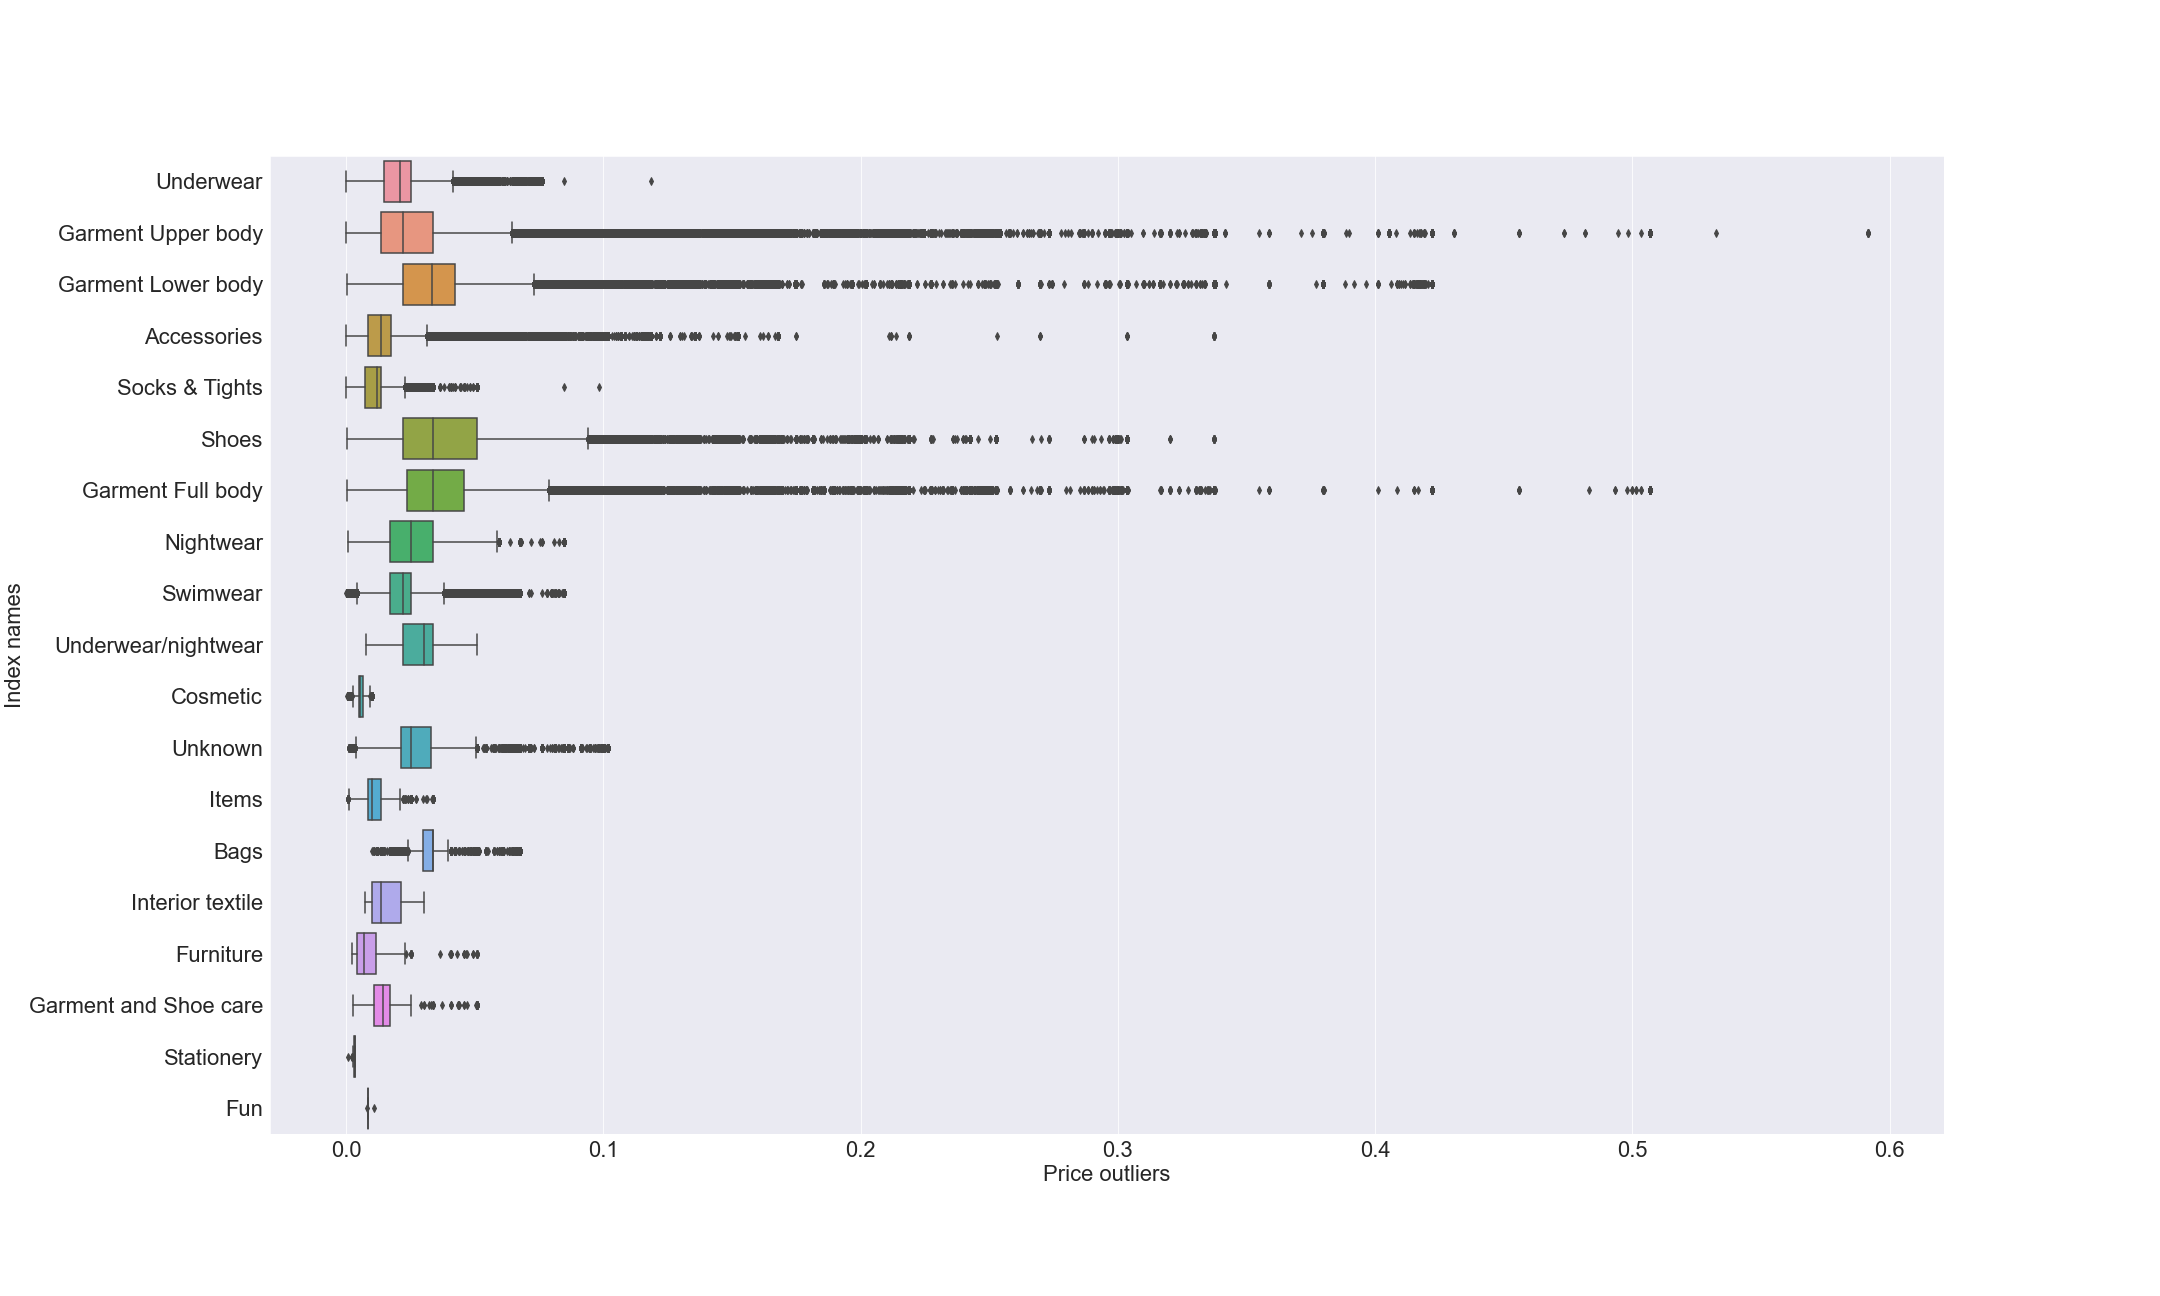 Underwear
Garment Upper body
Garment Lower body
Accessories
Socks & Tights
Shoes
Garment Full body
Nightwear
Swimwear
Underwear/nightwear
Cosmetic
Unknown
Items
Bags
Interior textile
Furniture
Garment and Shoe care
Stationery
Fun
Index names
0.0 0.1 0.2 0.3 0.4 0.5 0.6
Price outliers